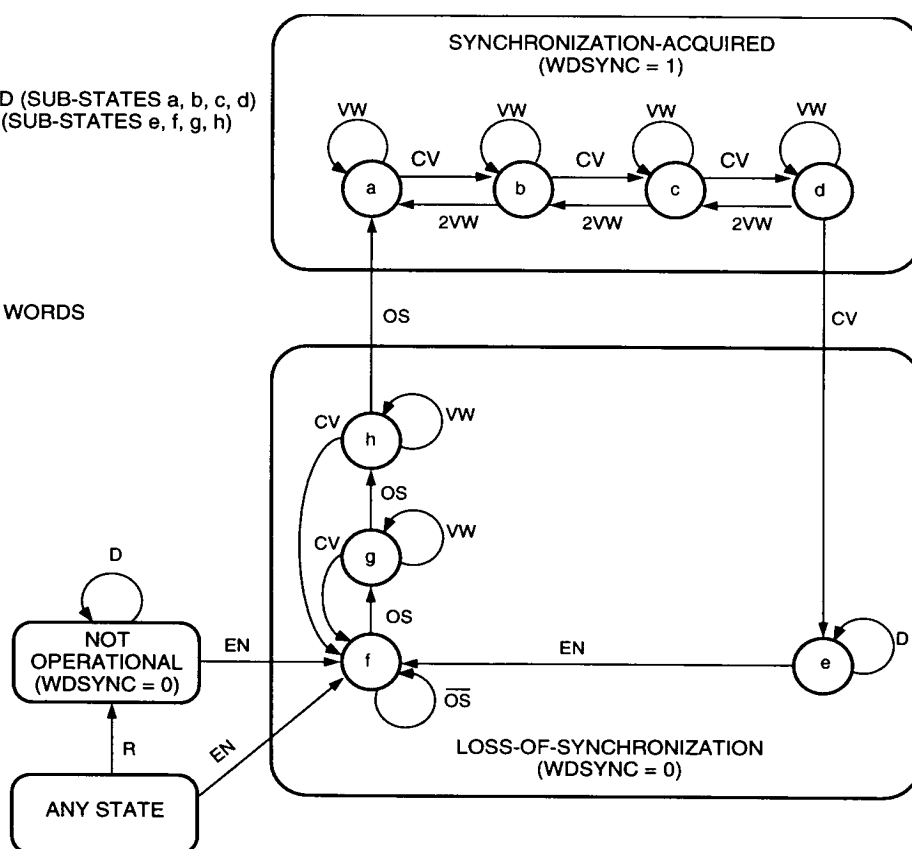 SYNCHRONIZATION-ACQUIRED
(WDSYNC = 1)
D (SUB-STATES a, b, c, d)
(SUB-STATES e, f, g, h)
VW
VW
VW
VW
CV
CV
CV
a
b
c
d
2VW
2VW
2VW
WORDS
OS
CV
CV
h
VW
OS
CV
g
VW
OS
D
NOT
OPERATIONAL
(WDSYNC = 0)
EN
f
EN
e
D
OS
R
EN
LOSS-OF-SYNCHRONIZATION
(WDSYNC = 0)
ANY STATE